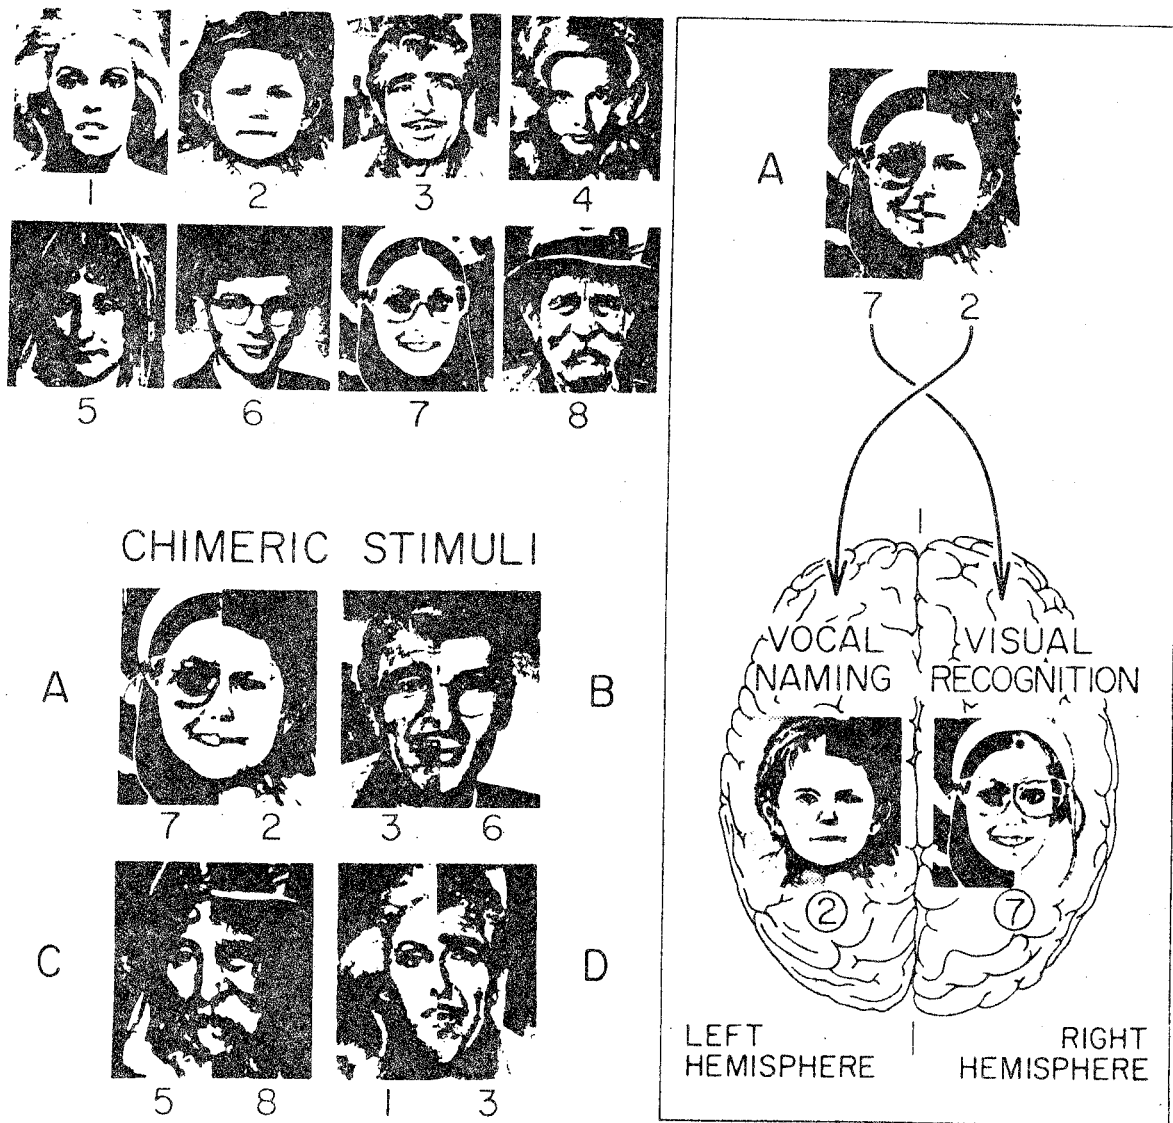 1 2 3 4
5 6 7 8
CHIMERIC STIMULI
A B
7 2 3 6
C D
5 8 1 3
A
7 2
VOCAL NAMING
VISUAL RECOGNITION
2 7
LEFT HEMISPHERE
RIGHT HEMISPHERE